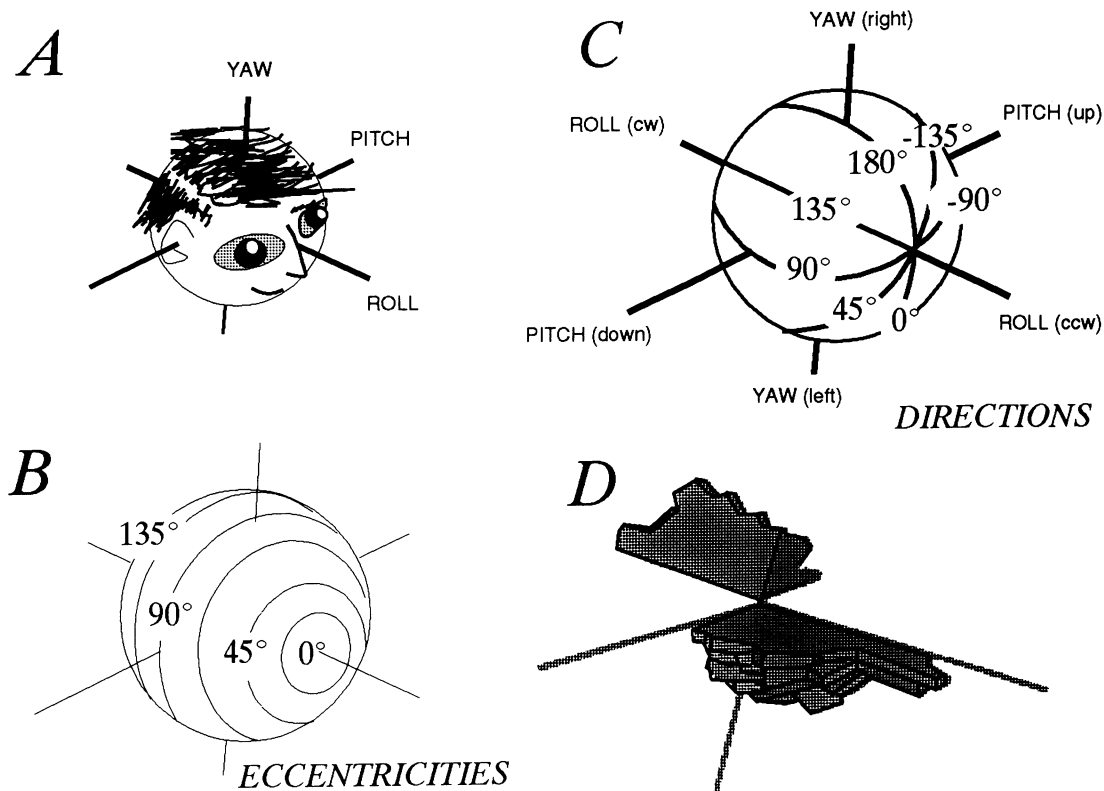 A
YAW
PITCH
ROLL
C
YAW (right)
ROLL (cw)
PITCH (up)
-135°
180°
-90°
135°
90°
45°
0°
PITCH (down)
ROLL (ccw)
YAW (left)
DIRECTIONS
B
135°
90°
45°
0°
ECCENTRICITIES
D